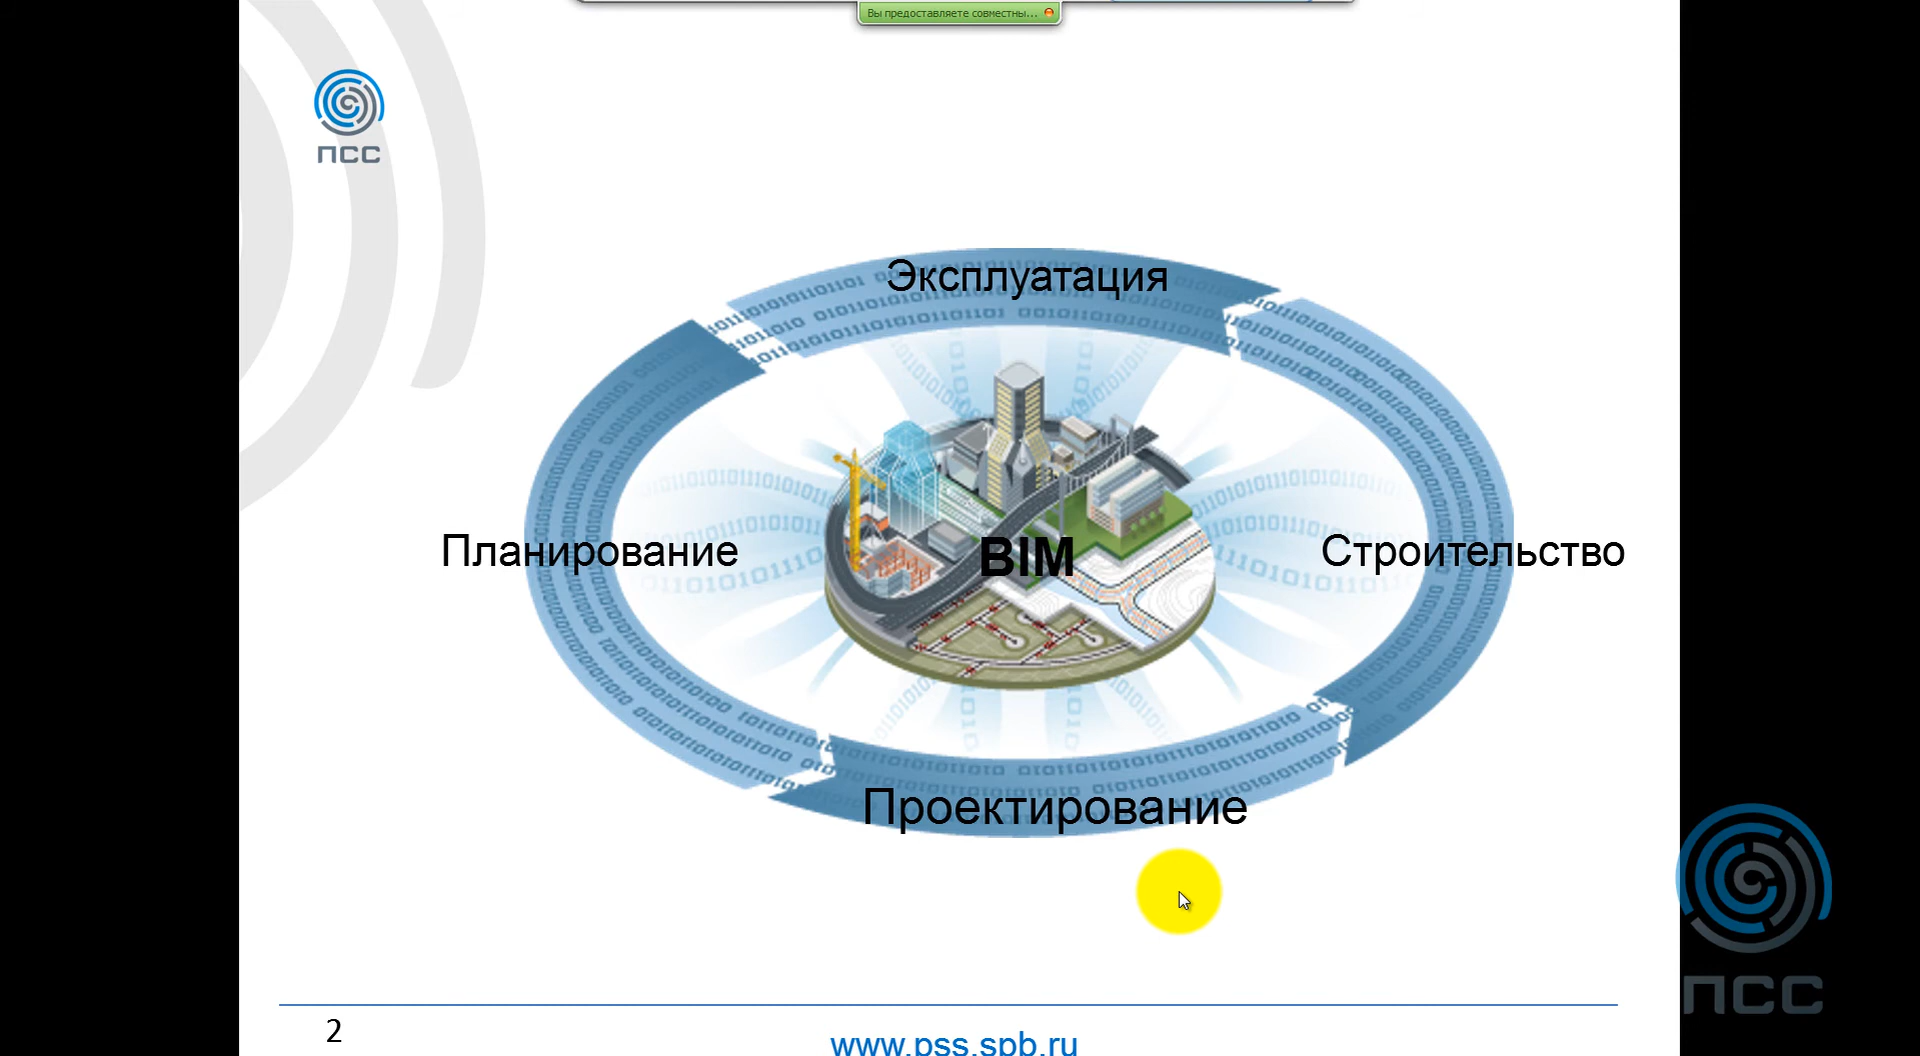 Вы предоставляете совместны...
ПСС
Эксплуатация
Планирование
BIM
Строительство
Проектирование
ПСС
2
www.pss.spb.ru